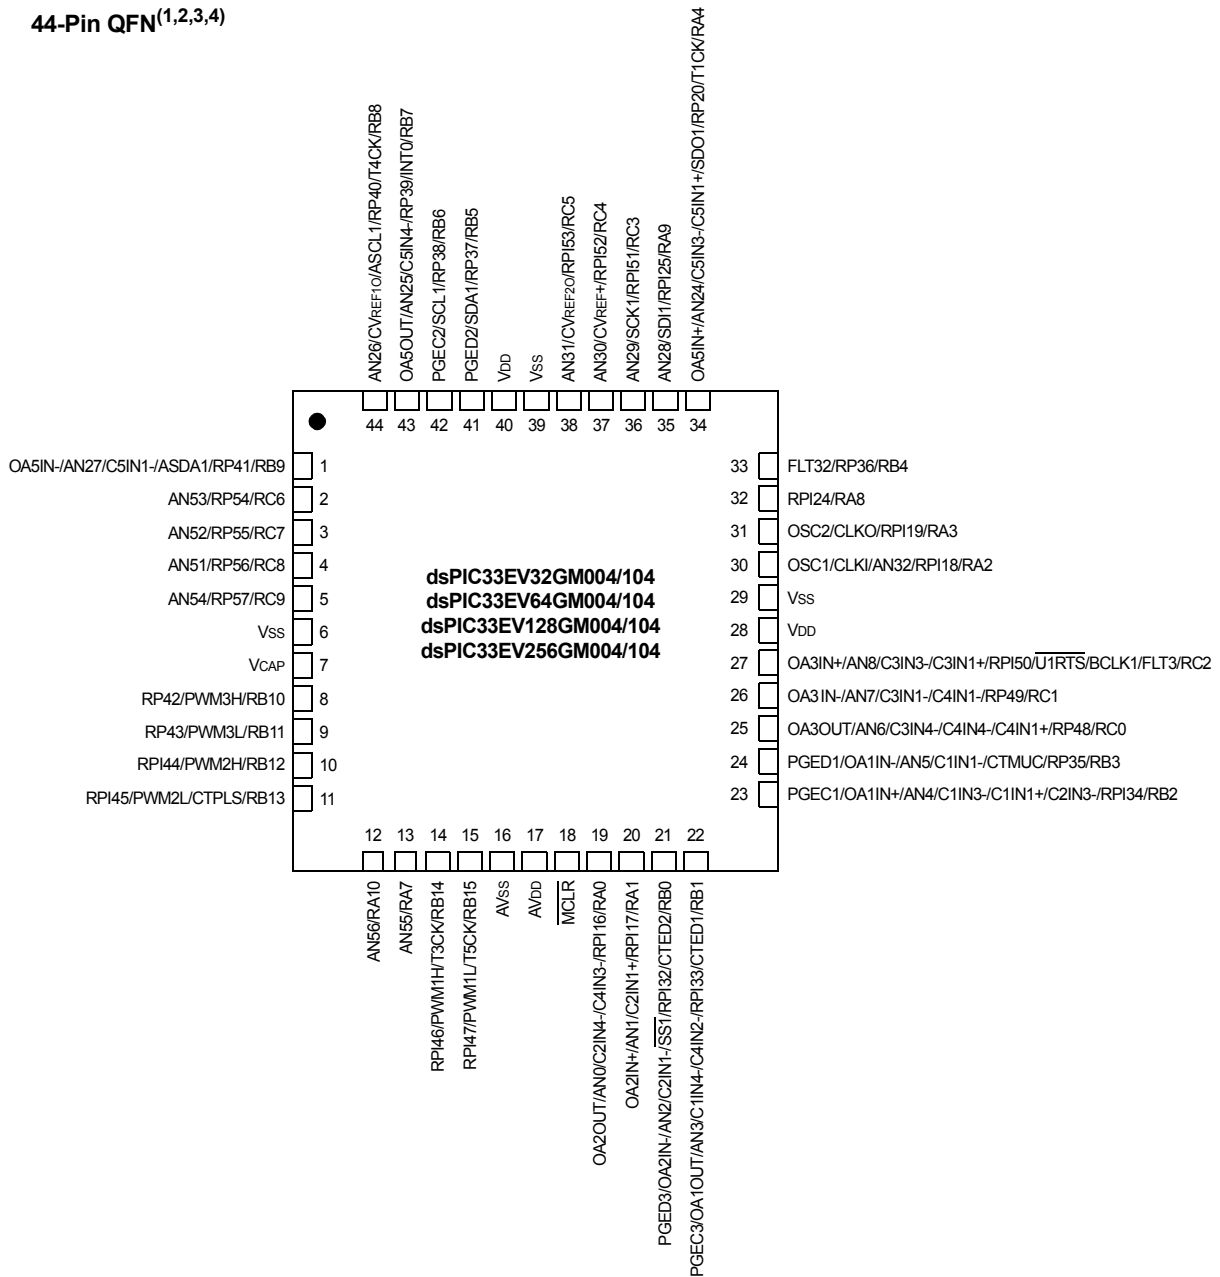 44-Pin QFN(1,2,3,4)
AN26/CVREF1O/ASCL1/RP40/T4CK/RB8
OA5OUT/AN25/C5IN4-/RP39/INT0/RB7
PGEC2/SCL1/RP38/RB6
PGED2/SDA1/RP37/RB5
VDD
VSS
AN31/CVREF2O/RPI53/RC5
AN30/CVREF+/RPI52/RC4
AN29/SCK1/RPI51/RC3
AN28/SDI1/RPI25/RA9
OA5IN+/AN24/C5IN3-/C5IN1+/SDO1/RP20/T1CK/RA4
44 43 42 41 40 39 38 37 36 35 34
OA5IN-/AN27/C5IN1-/ASDA1/RP41/RB9 1
AN53/RP54/RC6 2
AN52/RP55/RC7 3
AN51/RP56/RC8 4
AN54/RP57/RC9 5
VSS 6
VCAP 7
RP42/PWM3H/RB10 8
RP43/PWM3L/RB11 9
RPI44/PWM2H/RB12 10
RPI45/PWM2L/CTPLS/RB13 11
dsPIC33EV32GM004/104
dsPIC33EV64GM004/104
dsPIC33EV128GM004/104
dsPIC33EV256GM004/104
33 FLT32/RP36/RB4
32 RPI24/RA8
31 OSC2/CLKO/RPI19/RA3
30 OSC1/CLKI/AN32/RPI18/RA2
29 VSS
28 VDD
27 OA3IN+/AN8/C3IN3-/C3IN1+/RPI50/U1RTS/BCLK1/FLT3/RC2
26 OA3IN-/AN7/C3IN1-/C4IN1-/RP49/RC1
25 OA3OUT/AN6/C3IN4-/C4IN4-/C4IN1+/RP48/RC0
24 PGED1/OA1IN-/AN5/C1IN1-/CTMUC/RP35/RB3
23 PGEC1/OA1IN+/AN4/C1IN3-/C1IN1+/C2IN3-/RPI34/RB2
12 13 14 15 16 17 18 19 20 21 22
AN56/RA10
AN55/RA7
RPI46/PWM1H/T3CK/RB14
RPI47/PWM1L/T5CK/RB15
AVSS
AVDD
MCLR
OA2OUT/AN0/C2IN4-/C4IN3-/RPI16/RA0
OA2IN+/AN1/C2IN1+/RPI17/RA1
PGED3/OA2IN-/AN2/C2IN1-/SS1/RPI32/CTED2/RB0
PGEC3/OA1OUT/AN3/C1IN4-/C4IN2-/RPI33/CTED1/RB1